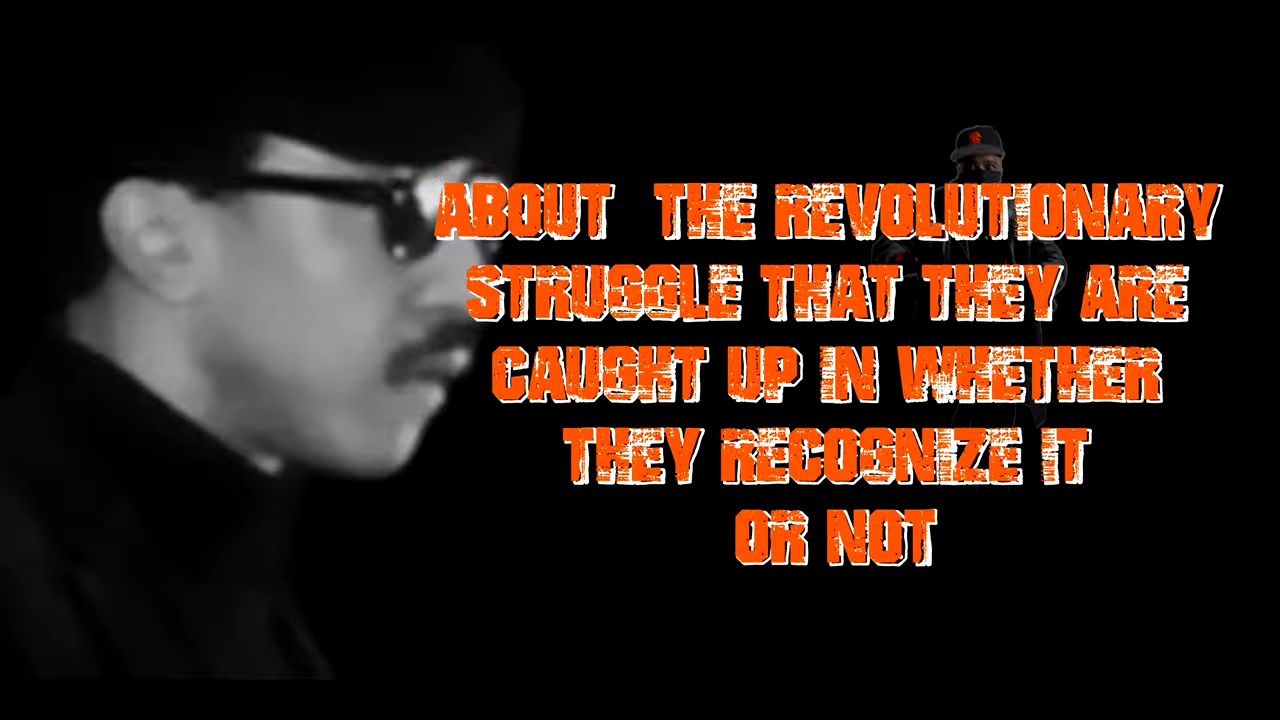 ABOUT THE REVOLUTIONARY
STRUGGLE THAT THEY ARE
CAUGHT UP IN WHETHER
THEY RECOGNIZE IT
OR NOT